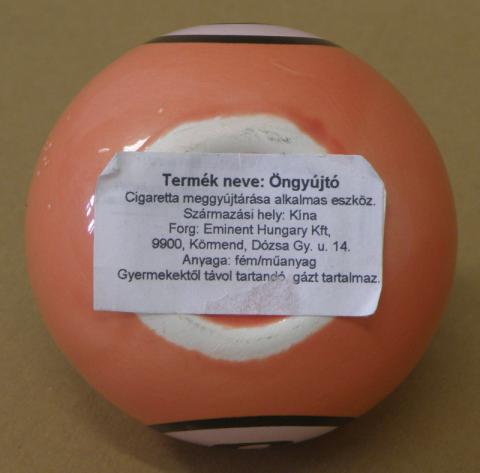 Termék neve: Öngyújtó
Cigaretta meggyújtárása alkalmas eszköz.
Származási hely: Kína
Forg: Eminent Hungary Kft,
9900, Körmend, Dózsa Gy. u. 14.
Anyaga: fém/műanyag
Gyermekektől távol tartandó, gázt tartalmaz.